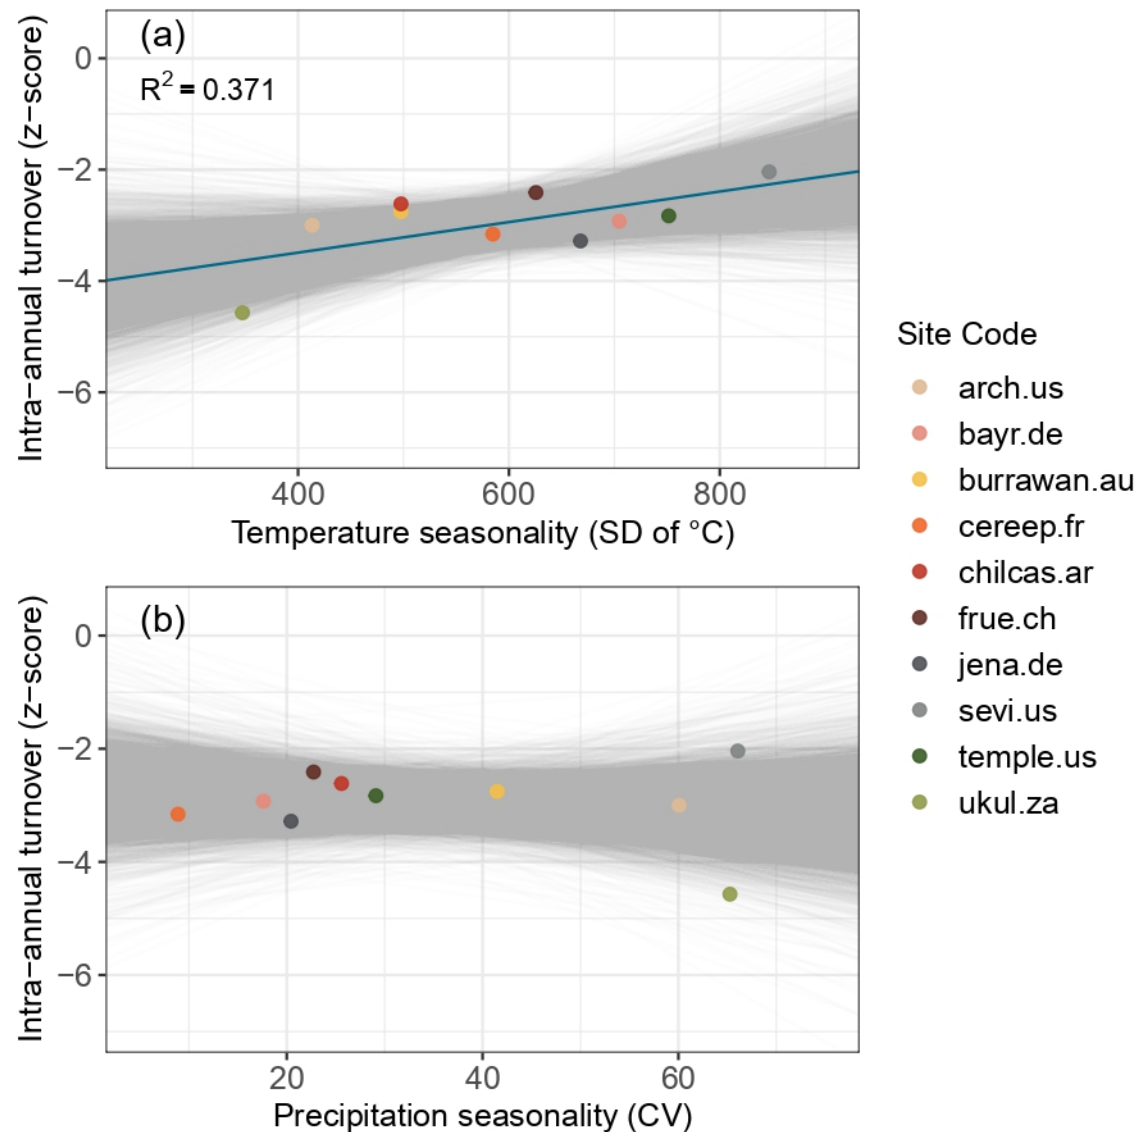 (a)
R² = 0.371
Intra−annual turnover (z−score)
0
−2
−4
−6
400 600 800
Temperature seasonality (SD of °C)
(b)
Intra−annual turnover (z−score)
0
−2
−4
−6
20 40 60
Precipitation seasonality (CV)
Site Code
arch.us
bayr.de
burrawan.au
cereep.fr
chilcas.ar
frue.ch
jena.de
sevi.us
temple.us
ukul.za